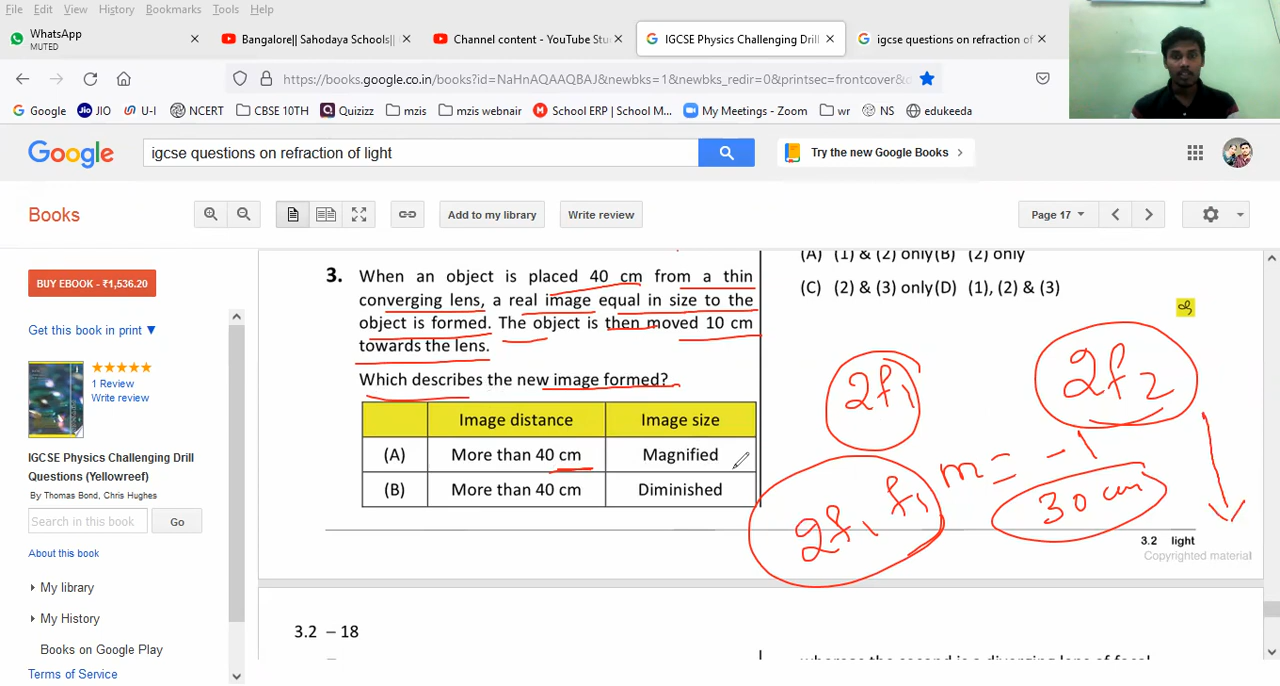 File Edit View History Bookmarks Tools Help
WhatsApp
MUTED
Bangalore|| Sahodaya Schools||
Channel content - YouTube Stu
IGCSE Physics Challenging Drill
igcse questions on refraction of
https://books.google.co.in/books?id=NaHnAQAAQBAJ&newbks=1&newbks_redir=0&printsec=frontcover&
Google JIO U-I NCERT CBSE 10TH Quizizz mzis mzis webnair School ERP | School M... My Meetings - Zoom wr NS edukeeda
Google
igcse questions on refraction of light
Try the new Google Books
Books
Add to my library
Write review
Page 17
BUY EBOOK - ₹1,536.20
Get this book in print ▼
1 Review
Write review
IGCSE Physics Challenging Drill
Questions (Yellowreef)
By Thomas Bond, Chris Hughes
Search in this book
Go
About this book
My library
My History
Books on Google Play
Terms of Service
3. When an object is placed 40 cm from a thin
converging lens, a real image equal in size to the
object is formed. The object is then moved 10 cm
towards the lens.
Which describes the new image formed?
Image distance Image size
(A) More than 40 cm Magnified
(B) More than 40 cm Diminished
(A) (1) & (2) only (B) (2) only
(C) (2) & (3) only (D) (1), (2) & (3)
2f1
2f2
m = -1
2f1 f1
30 cm
3.2 light
Copyrighted material
3.2 – 18